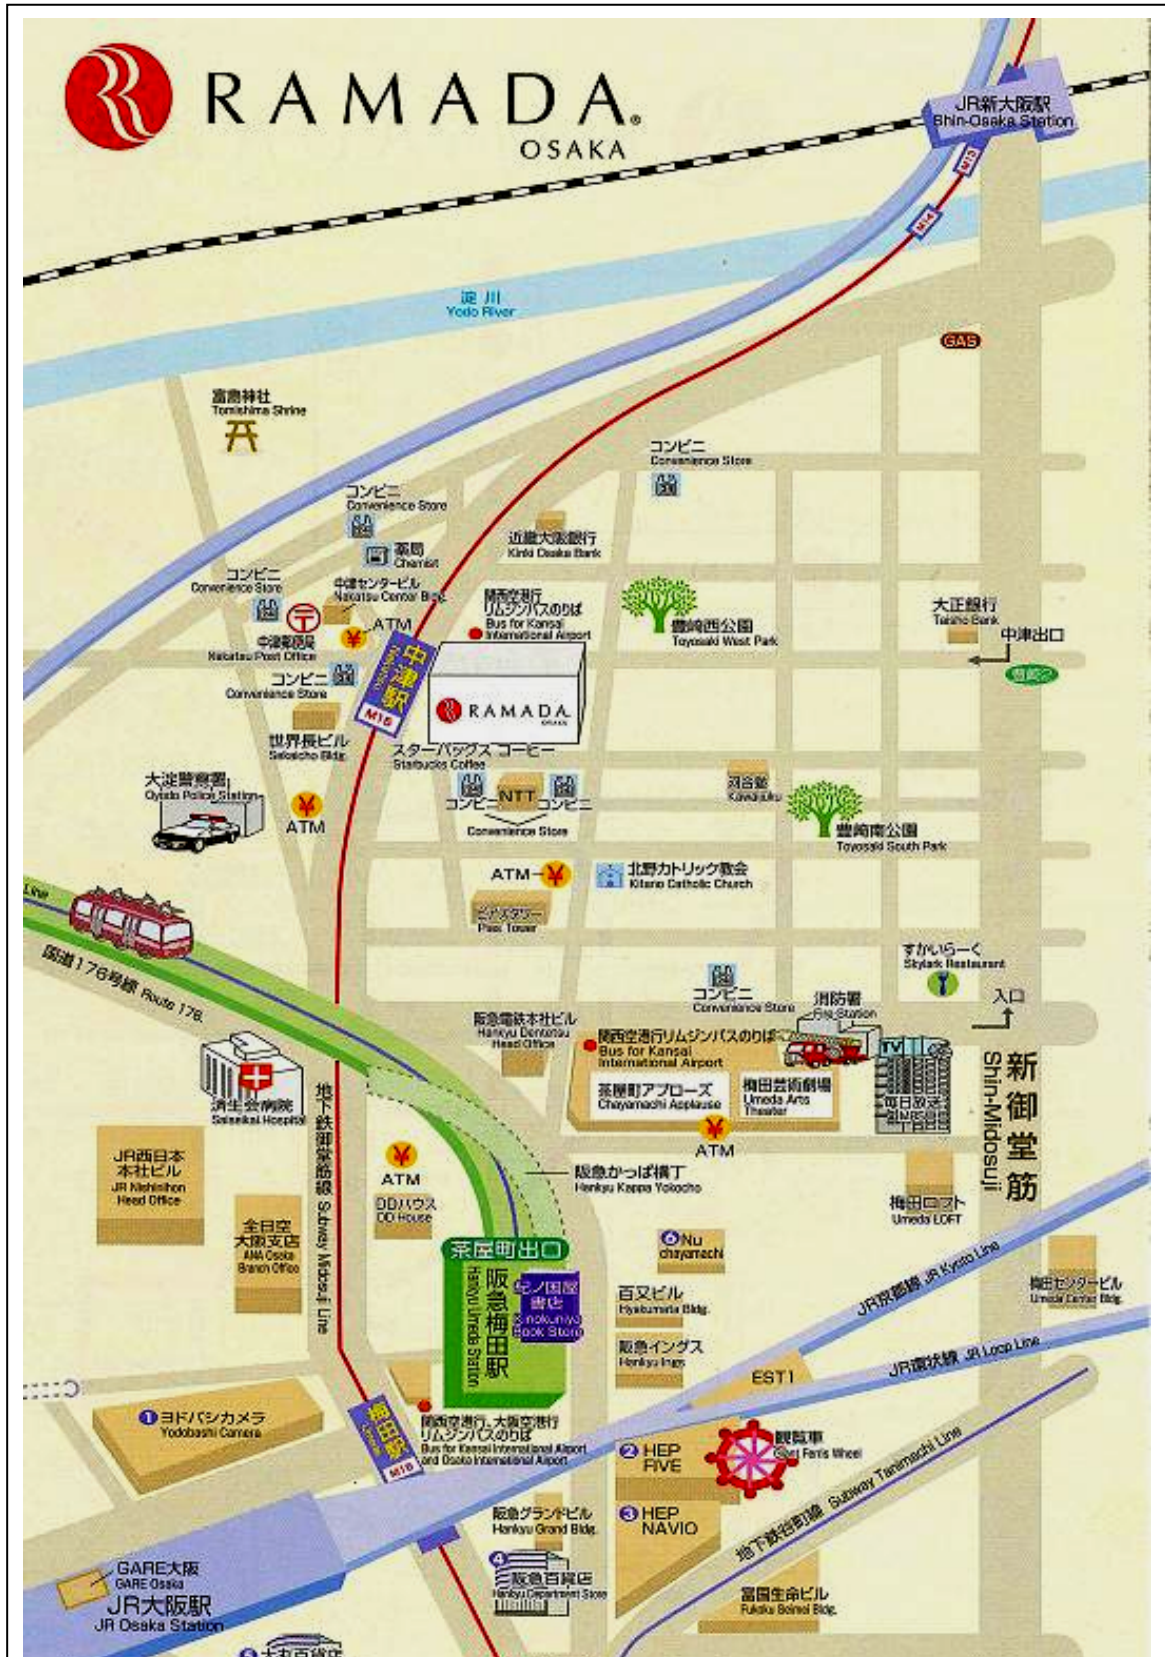 RAMADA®
OSAKA
JR新大阪駅
Shin-Osaka Station
M13
M14
淀川
Yodo River
GAS
富島神社
Tomishima Shrine
コンビニ
Convenience Store
コンビニ
Convenience Store
近畿大阪銀行
Kinki Osaka Bank
薬局
Chemist
コンビニ
Convenience Store
中津センタービル
Nakatsu Center Bldg.
関西空港行
リムジンバスのりば
Bus for Kansai
International Airport
ATM
中津郵便局
Nakatsu Post Office
豊崎西公園
Toyosaki West Park
大正銀行
Taisho Bank
中津出口
中津駅
コンビニ
Convenience Store
M15
RAMADA
OSAKA
世界長ビル
Sekaicho Bldg.
スターバックス コーヒー
Starbucks Coffee
大淀警察署
Oyodo Police Station
ATM
コンビニ
NTT
コンビニ
Convenience Store
河合塾
Kawaijuku
豊崎南公園
Toyosaki South Park
ATM
北野カトリック教会
Kitano Catholic Church
ピアスタワー
Pias Tower
Line
国道176号線 Route 176.
すかいらーく
Skylark Restaurant
コンビニ
Convenience Store
消防署
Fire Station
入口
阪急電鉄本社ビル
Hankyu Dentetsu
Head Office
関西空港行リムジンバスのりば
Bus for Kansai
International Airport
TV
茶屋町アプローズ
Chayamachi Applause
梅田芸術劇場
Umeda Arts
Theater
毎日放送
MBS
新御堂筋
Shin-Midosuji
済生会病院
Saiseikai Hospital
地下鉄御堂筋線 Subway Midosuji Line
ATM
ATM
JR西日本
本社ビル
JR Nishinihon
Head Office
阪急かっぱ横丁
Hankyu Kappa Yokocho
DDハウス
DD House
梅田ロフト
Umeda LOFT
全日空
大阪支店
ANA Osaka
Branch Office
茶屋町出口
6 Nu
chayamachi
阪急梅田駅
Hankyu Umeda Station
紀ノ国屋
書店
Kinokuniya
Book Store
JR京都線 JR Kyoto Line
梅田センタービル
Umeda Center Bldg.
百又ビル
Hyakumata Bldg.
阪急イングス
Hankyu Ings
JR環状線 JR Loop Line
EST1
1 ヨドバシカメラ
Yodobashi Camera
梅田駅
M16
関西空港行、大阪空港行
リムジンバスのりば
Bus for Kansai International Airport
and Osaka International Airport
2 HEP
FIVE
観覧車
Giant Ferris Wheel
3 HEP
NAVIO
地下鉄谷町線 Subway Tanimachi Line
阪急グランドビル
Hankyu Grand Bldg.
4
阪急百貨店
Hankyu Department Store
GARE大阪
GARE Osaka
JR大阪駅
JR Osaka Station
富国生命ビル
Fukoku Seimei Bldg.
5 大丸百貨店